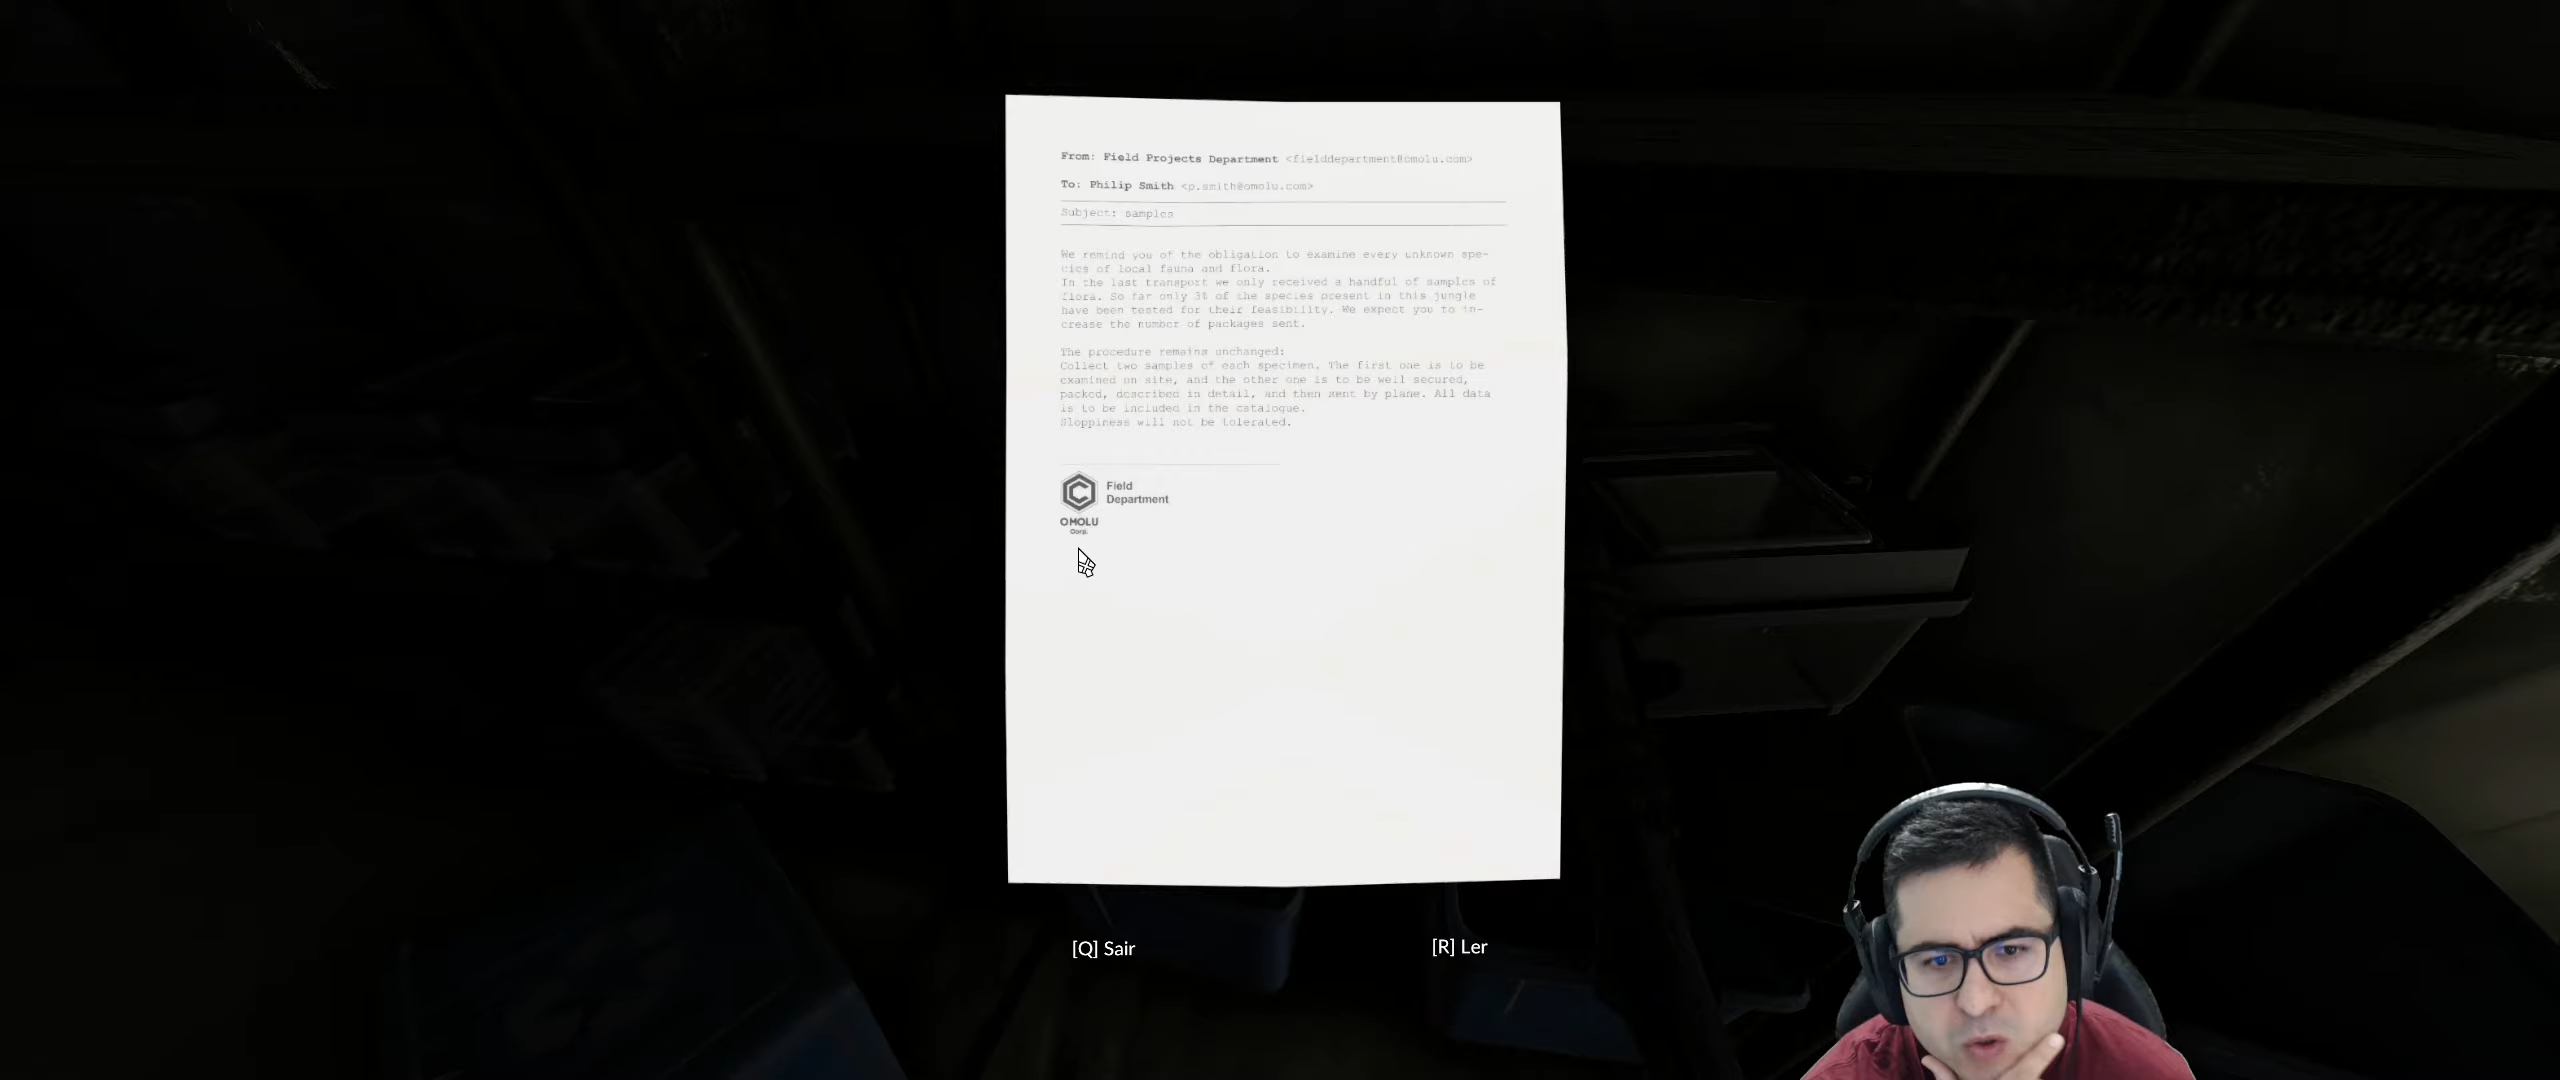 From: Field Projects Department <fielddepartment@omolu.com>
To: Philip Smith <p.smith@omolu.com>
Subject: samples
We remind you of the obligation to examine every unknown spe-
cies of local fauna and flora.
In the last transport we only received a handful of samples of
flora. So far only 3% of the species present in this jungle
have been tested for their feasibility. We expect you to in-
crease the number of packages sent.
The procedure remains unchanged:
Collect two samples of each specimen. The first one is to be
examined on site, and the other one is to be well secured,
packed, described in detail, and then sent by plane. All data
is to be included in the catalogue.
Sloppiness will not be tolerated.
Field
Department
OMOLU
Corp.
[Q] Sair
[R] Ler